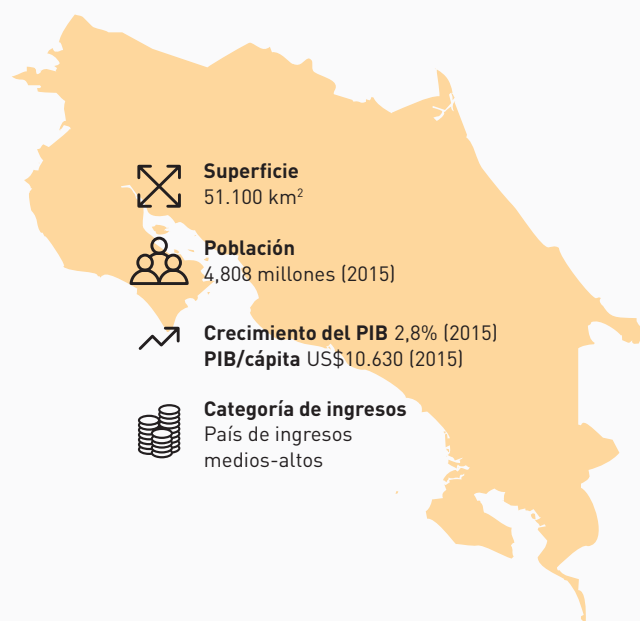 Superficie
51.100 km²
Población
4,808 millones (2015)
Crecimiento del PIB 2,8% (2015)
PIB/cápita US$10.630 (2015)
Categoría de ingresos
País de ingresos
medios-altos